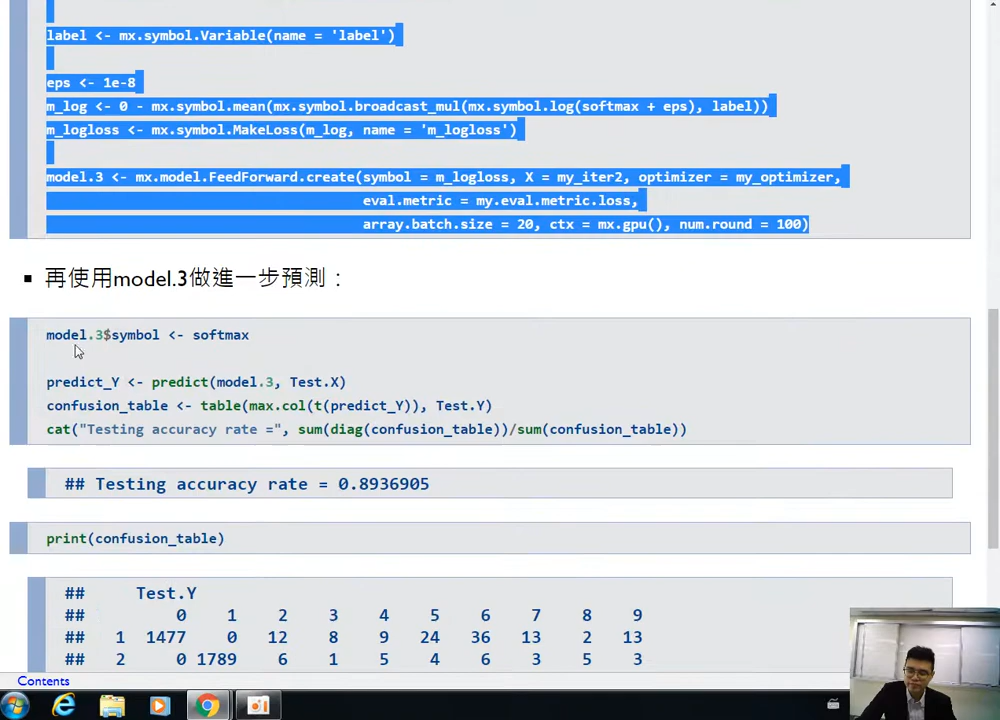 label <- mx.symbol.Variable(name = 'label')
eps <- 1e-8
m_log <- 0 - mx.symbol.mean(mx.symbol.broadcast_mul(mx.symbol.log(softmax + eps), label))
m_logloss <- mx.symbol.MakeLoss(m_log, name = 'm_logloss')
model.3 <- mx.model.FeedForward.create(symbol = m_logloss, X = my_iter2, optimizer = my_optimizer,
eval.metric = my.eval.metric.loss,
array.batch.size = 20, ctx = mx.gpu(), num.round = 100)
▪ 再使用model.3做進一步預測：
model.3$symbol <- softmax
predict_Y <- predict(model.3, Test.X)
confusion_table <- table(max.col(t(predict_Y)), Test.Y)
cat("Testing accuracy rate =", sum(diag(confusion_table))/sum(confusion_table))
## Testing accuracy rate = 0.8936905
print(confusion_table)
## Test.Y
## 0 1 2 3 4 5 6 7 8 9
## 1 1477 0 12 8 9 24 36 13 2 13
## 2 0 1789 6 1 5 4 6 3 5 3
Contents